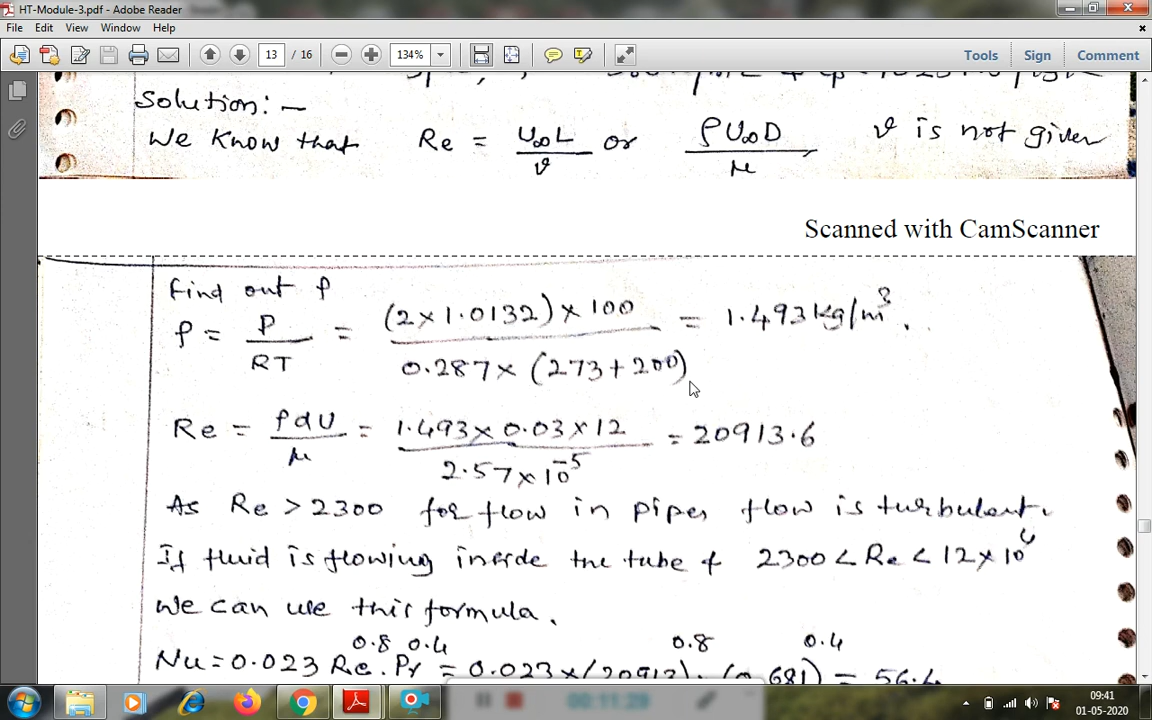 HT-Module-3.pdf - Adobe Reader
File Edit View Window Help
13 / 16 134% Tools Sign Comment
Solution: -
We know that Re = U∞L/ν or ρU∞D/μ ν is not given
Scanned with CamScanner
Find out ρ
ρ = P/RT = (2×1.0132)×100 / 0.287×(273+200) = 1.493 kg/m³.
Re = ρdU/μ = 1.493×0.03×12 / 2.57×10⁻⁵ = 20913.6
As Re > 2300 for flow in pipes flow is turbulent.
If fluid is flowing inside the tube & 2300 < Re < 12×10⁶
We can use this formula.
Nu = 0.023 Re^0.8 . Pr^0.4 = 0.023×(20913)^0.8 . (0.681)^0.4 = 56.4
00:11:29
09:41
01-05-2020